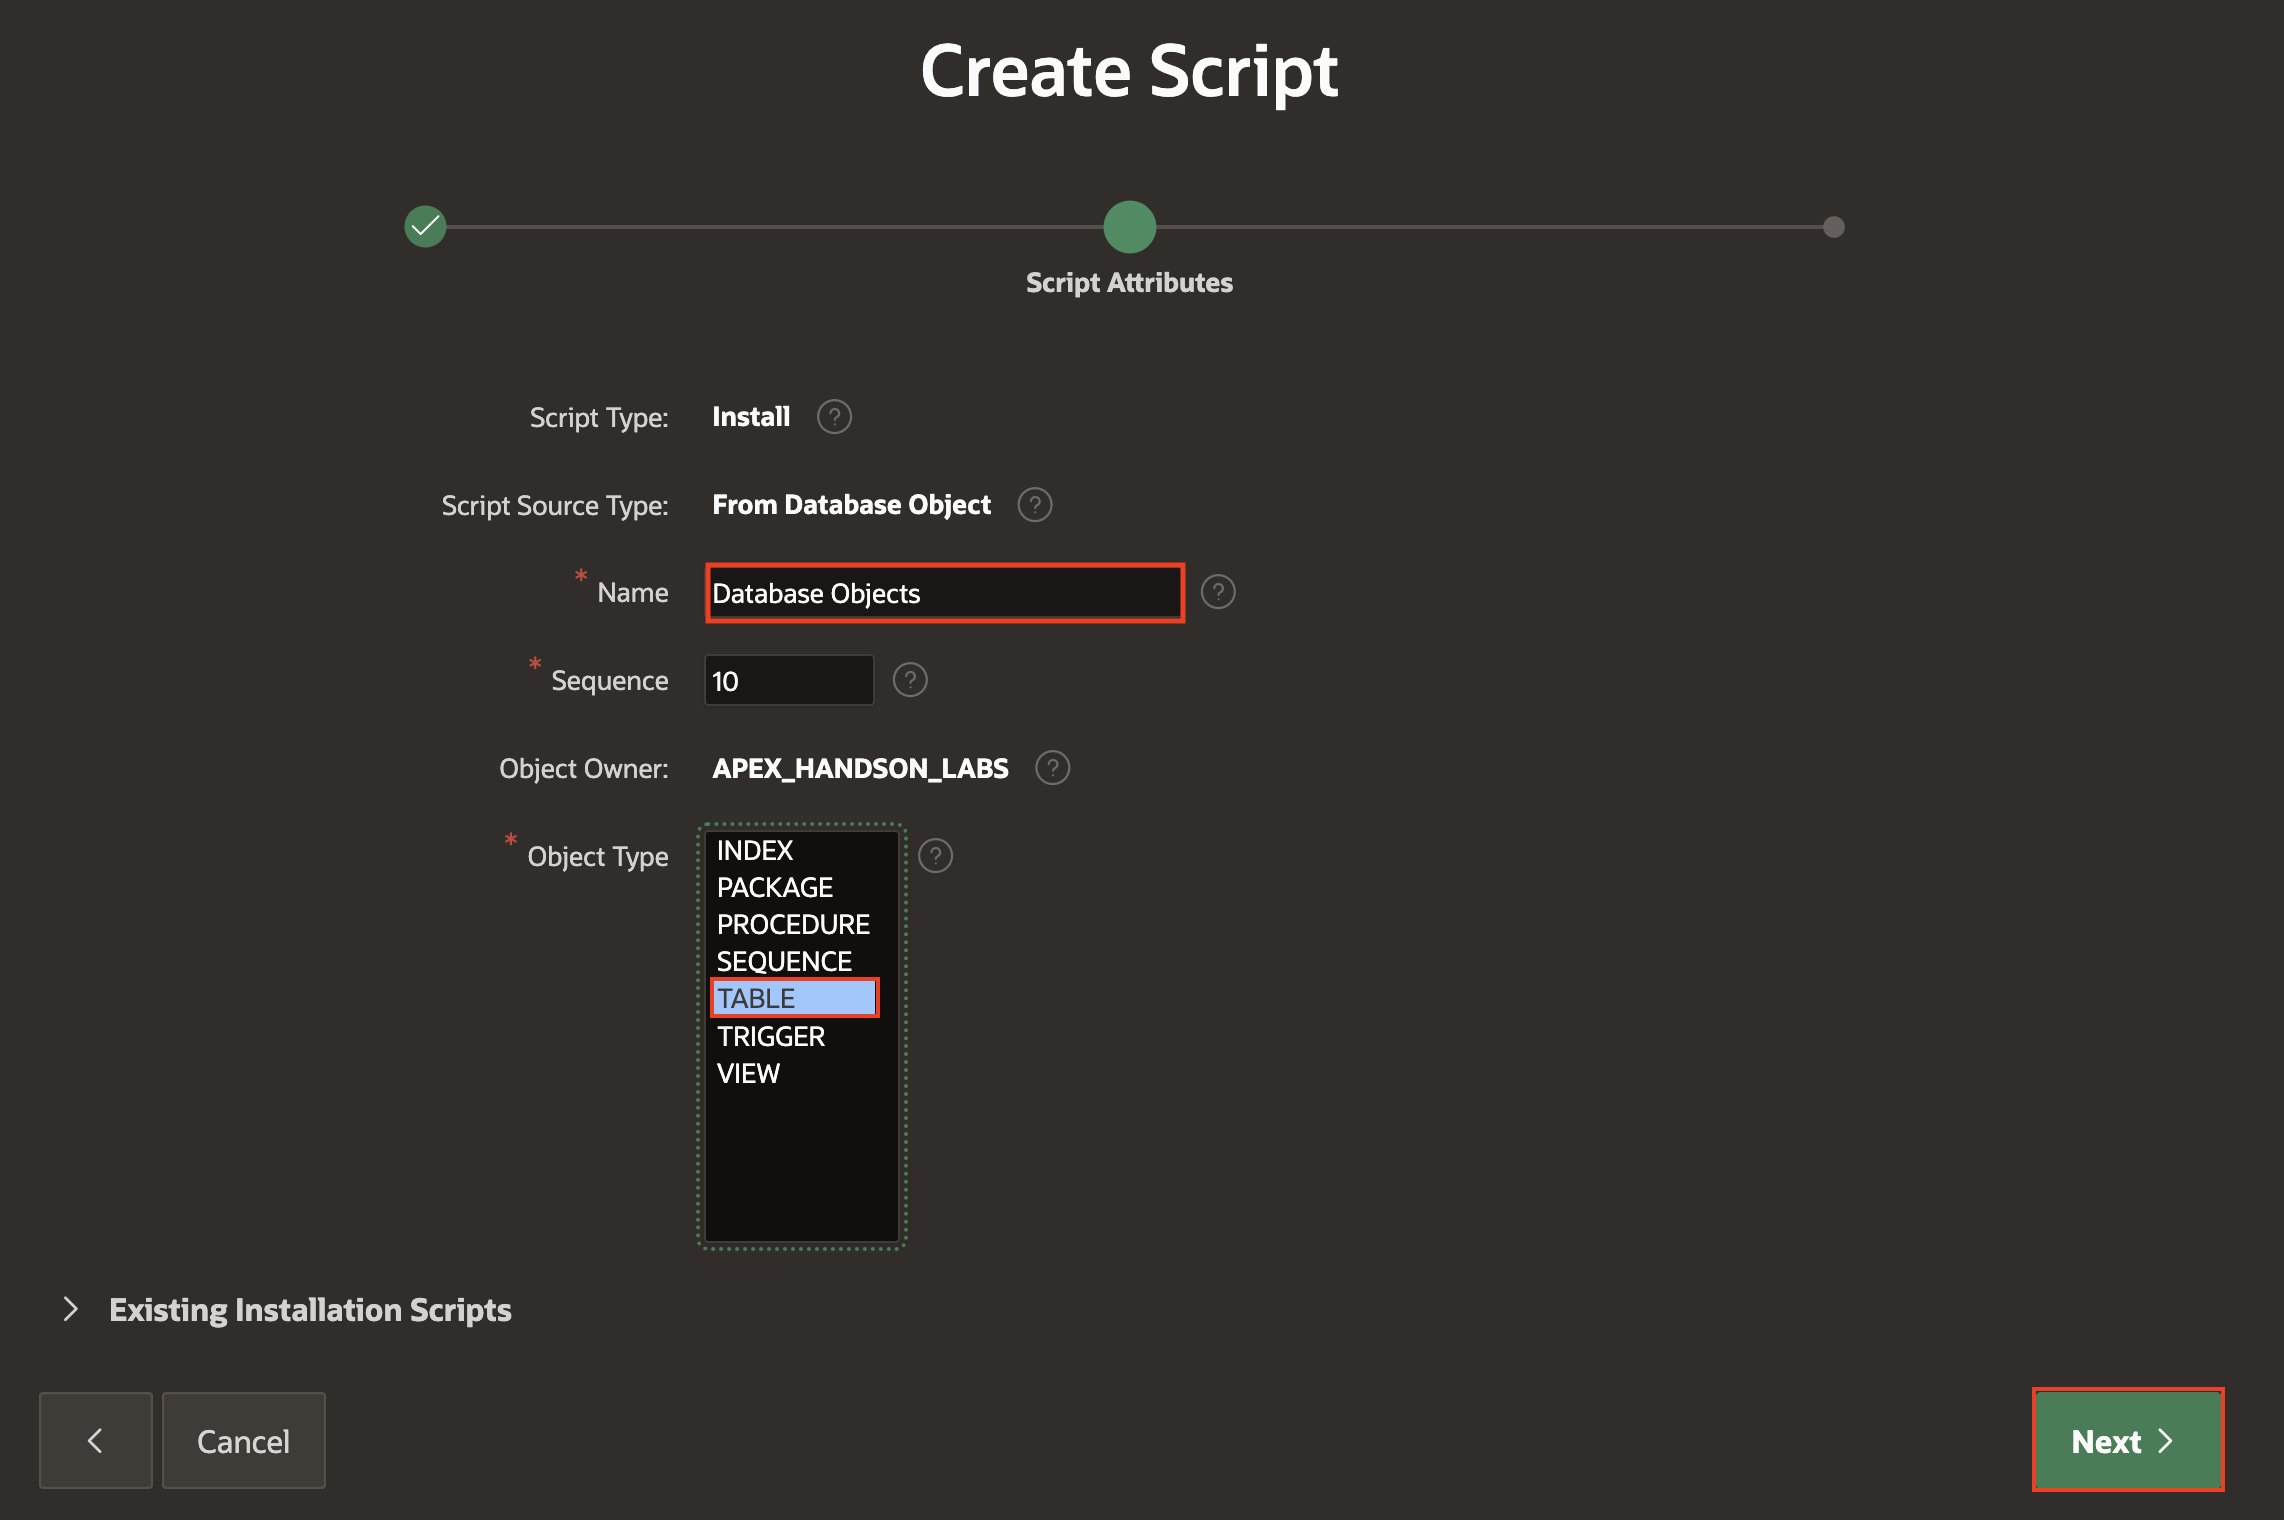 Create Script
Script Attributes
Script Type: Install ?
Script Source Type: From Database Object ?
* Name Database Objects ?
* Sequence 10 ?
Object Owner: APEX_HANDSON_LABS ?
* Object Type ?
INDEX
PACKAGE
PROCEDURE
SEQUENCE
TABLE
TRIGGER
VIEW
Existing Installation Scripts
Cancel
Next